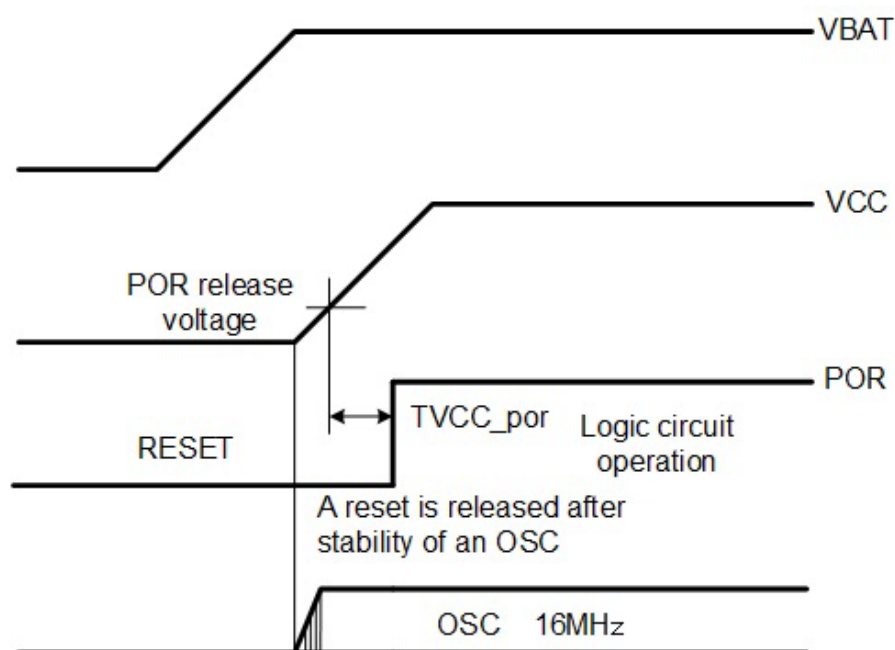 VBAT
VCC
POR release
voltage
POR
TVCC_por
Logic circuit
operation
RESET
A reset is released after
stability of an OSC
OSC 16MHz